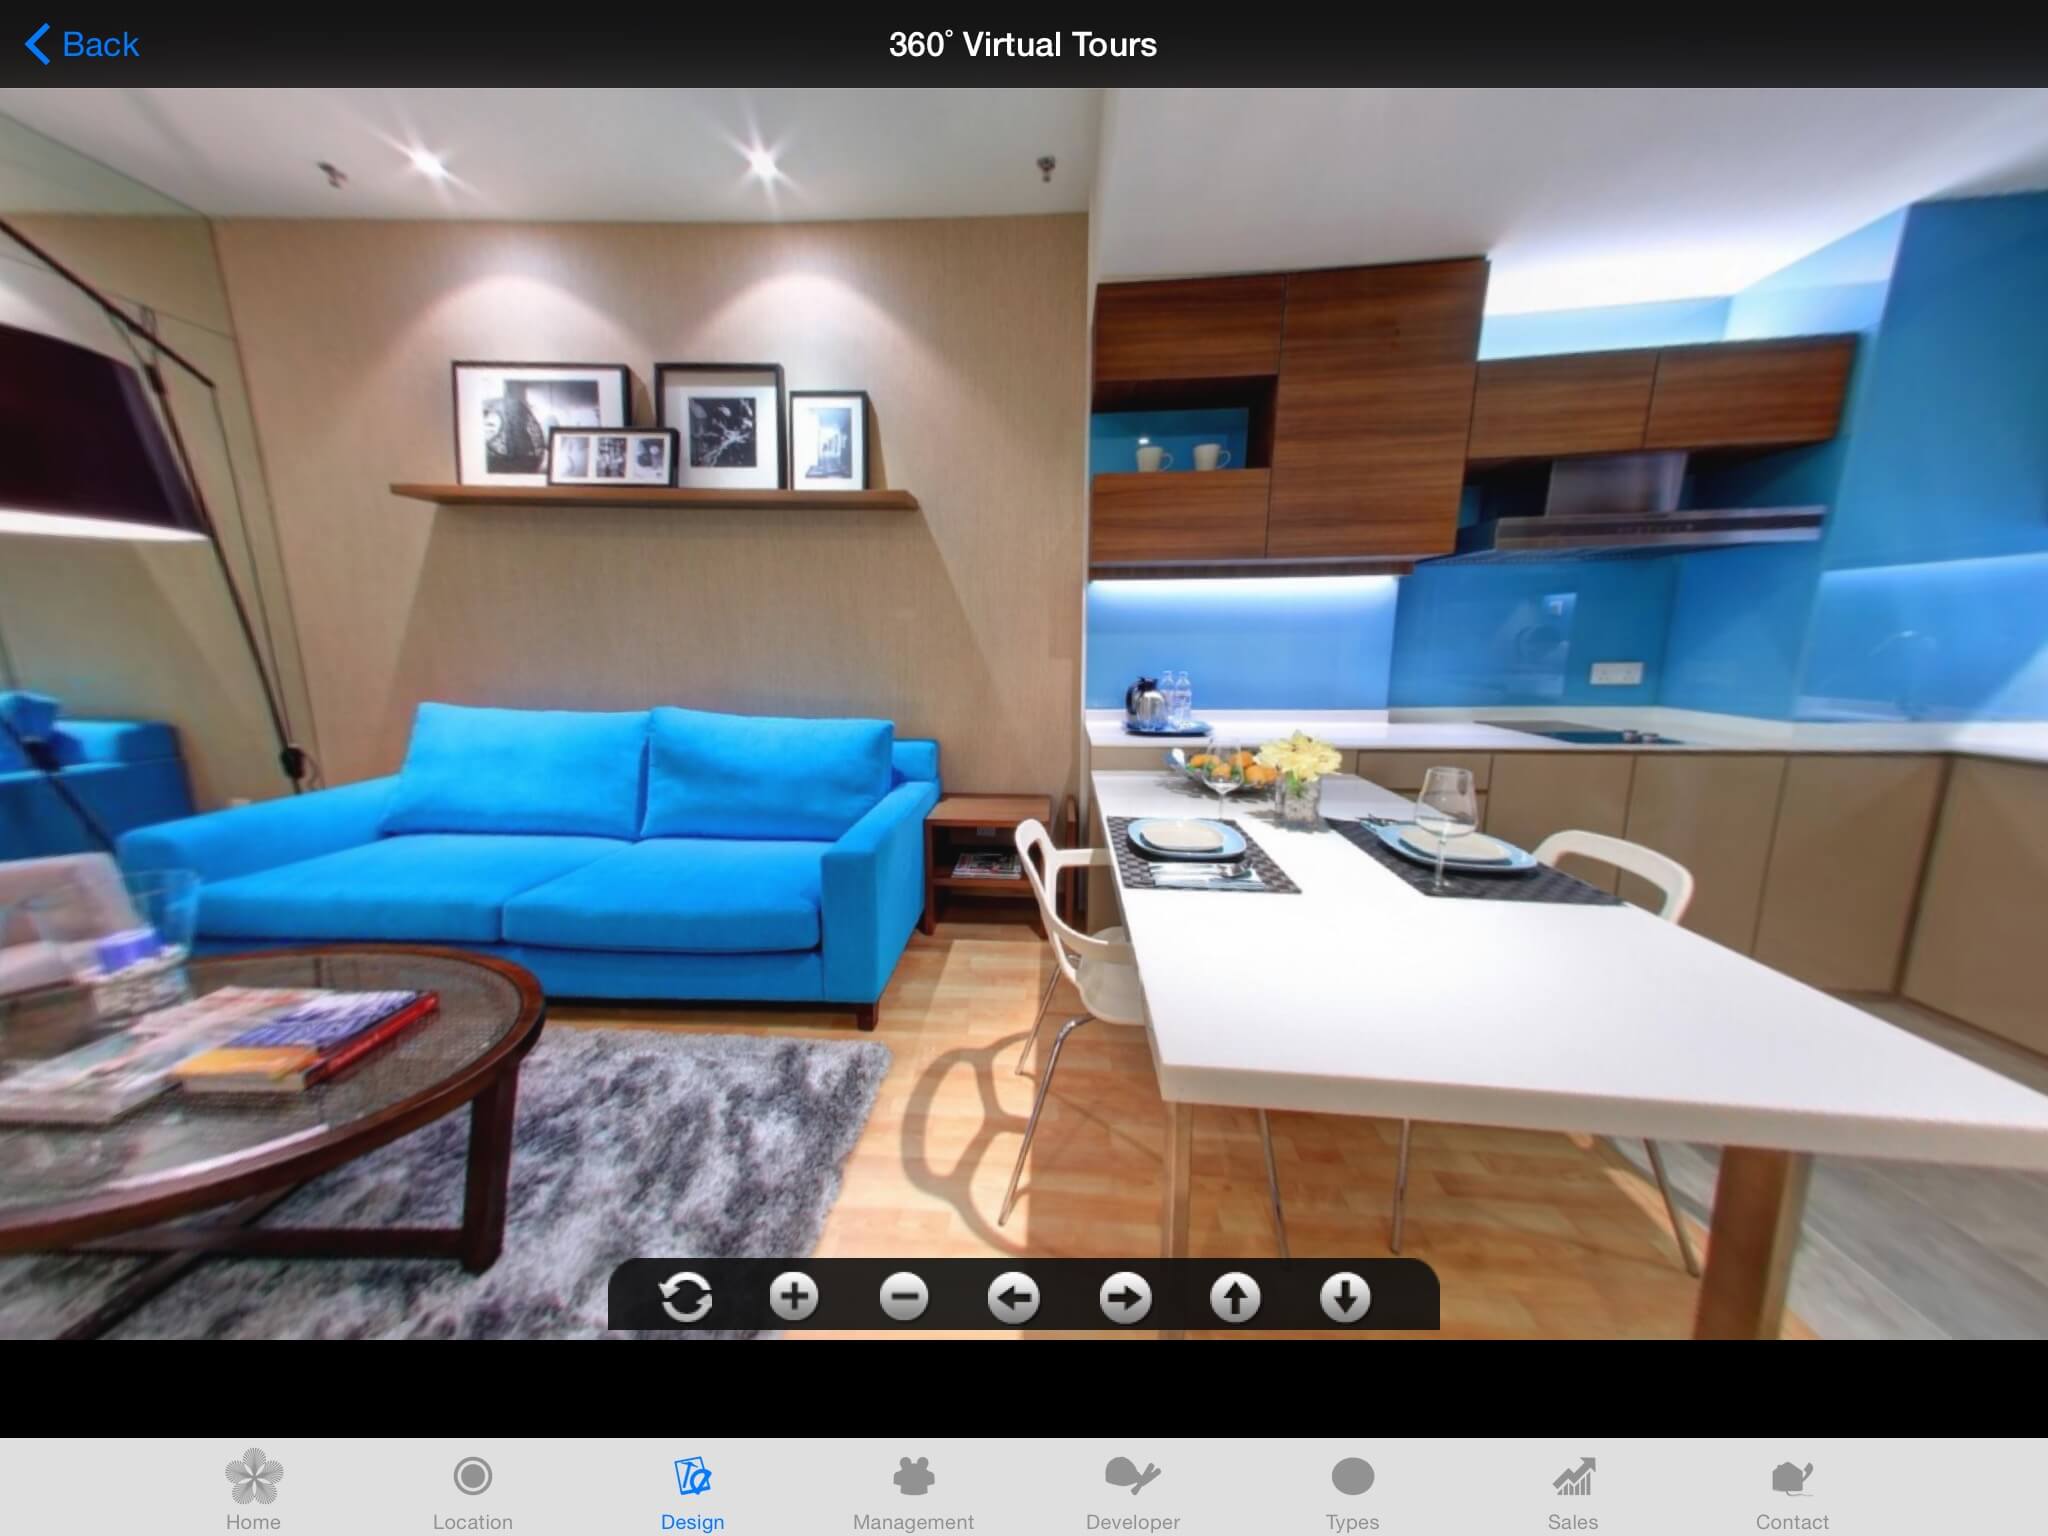 Back
360° Virtual Tours
Home
Location
Design
Management
Developer
Types
Sales
Contact